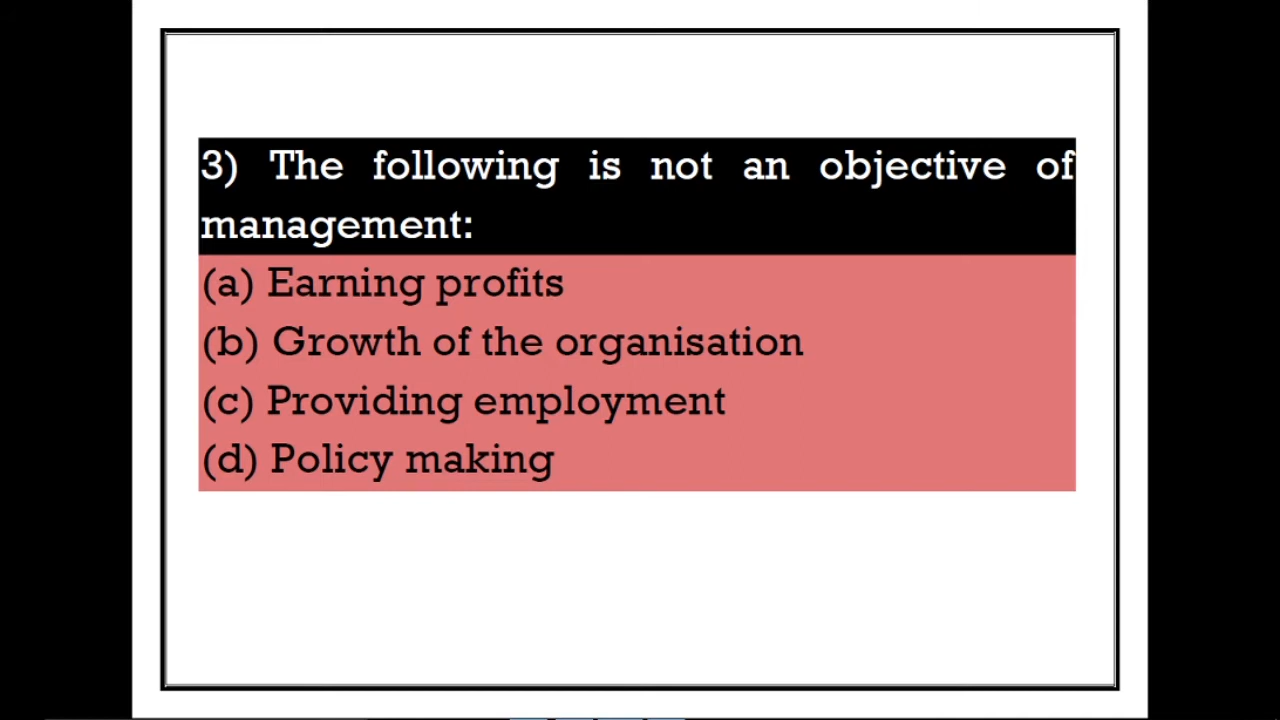 3) The following is not an objective of
management:
(a) Earning profits
(b) Growth of the organisation
(c) Providing employment
(d) Policy making